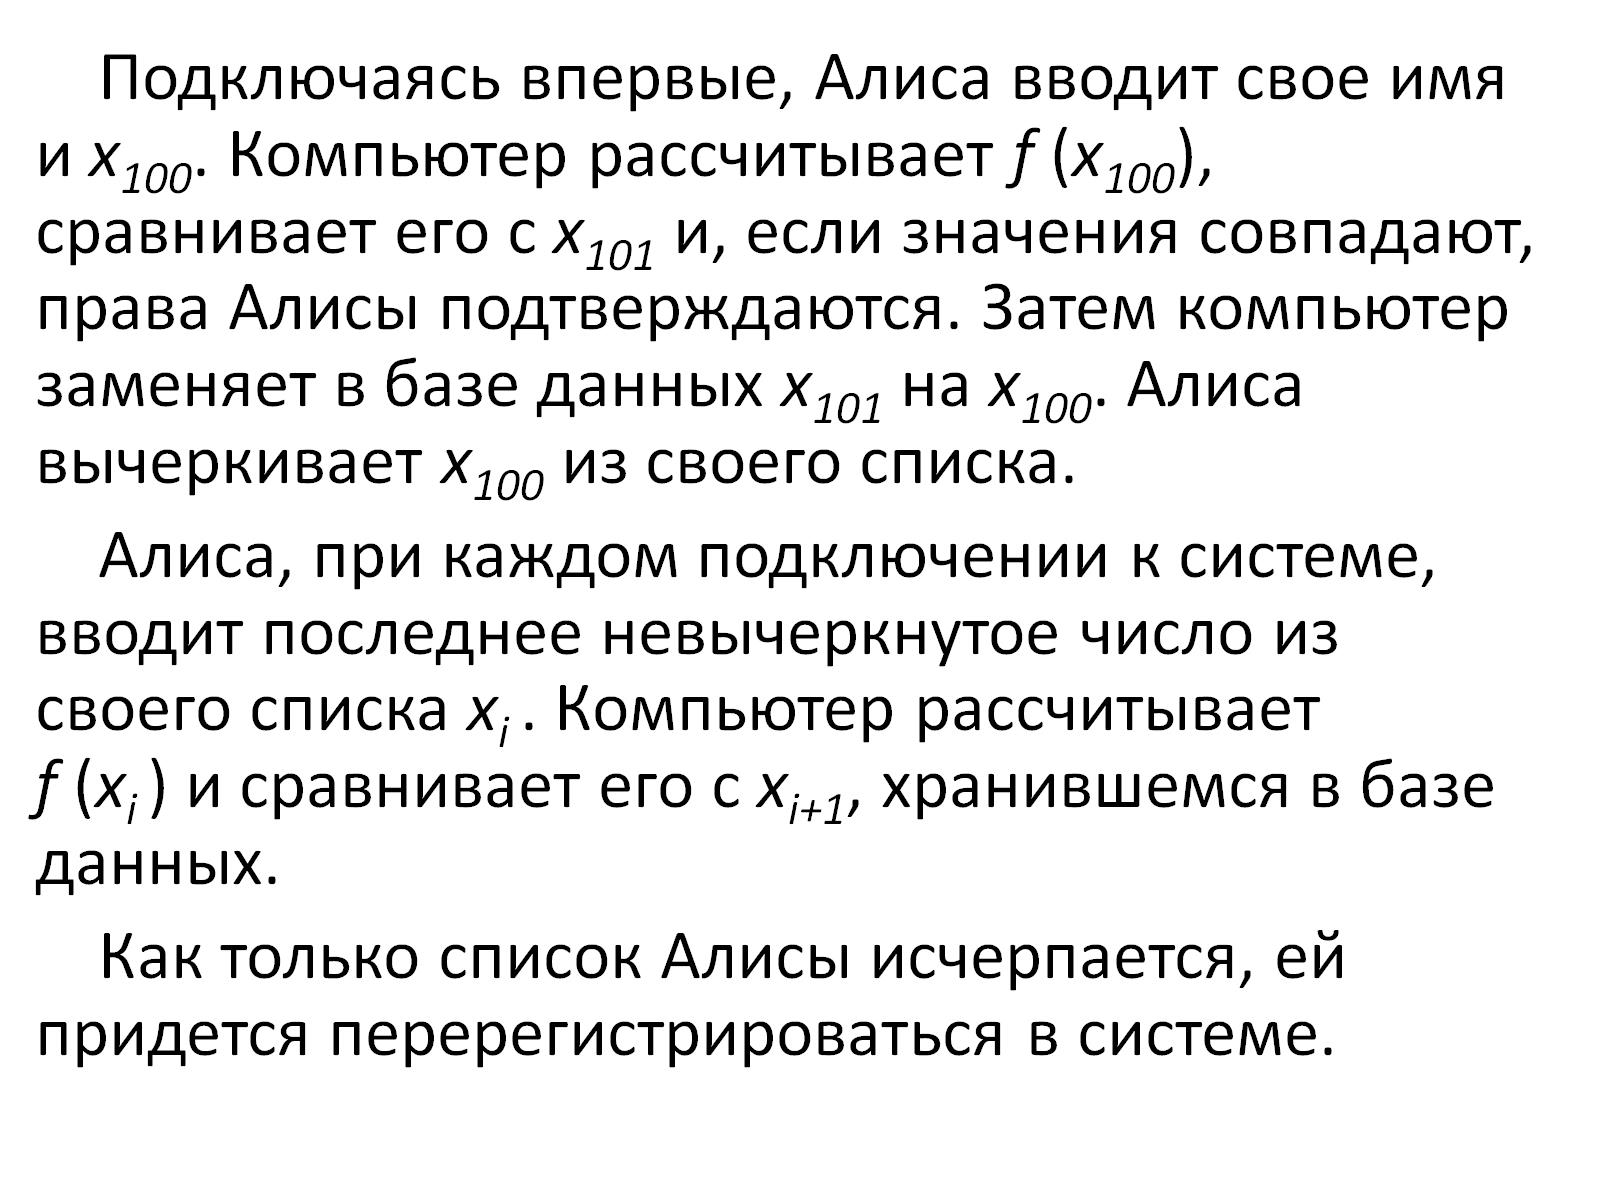 Подключаясь впервые, Алиса вводит свое имя
и x100. Компьютер рассчитывает f (x100),
сравнивает его с x101 и, если значения совпадают,
права Алисы подтверждаются. Затем компьютер
заменяет в базе данных x101 на x100. Алиса
вычеркивает x100 из своего списка.
Алиса, при каждом подключении к системе,
вводит последнее невычеркнутое число из
своего списка xi . Компьютер рассчитывает
f (xi ) и сравнивает его с xi+1, хранившемся в базе
данных.
Как только список Алисы исчерпается, ей
придется перерегистрироваться в системе.